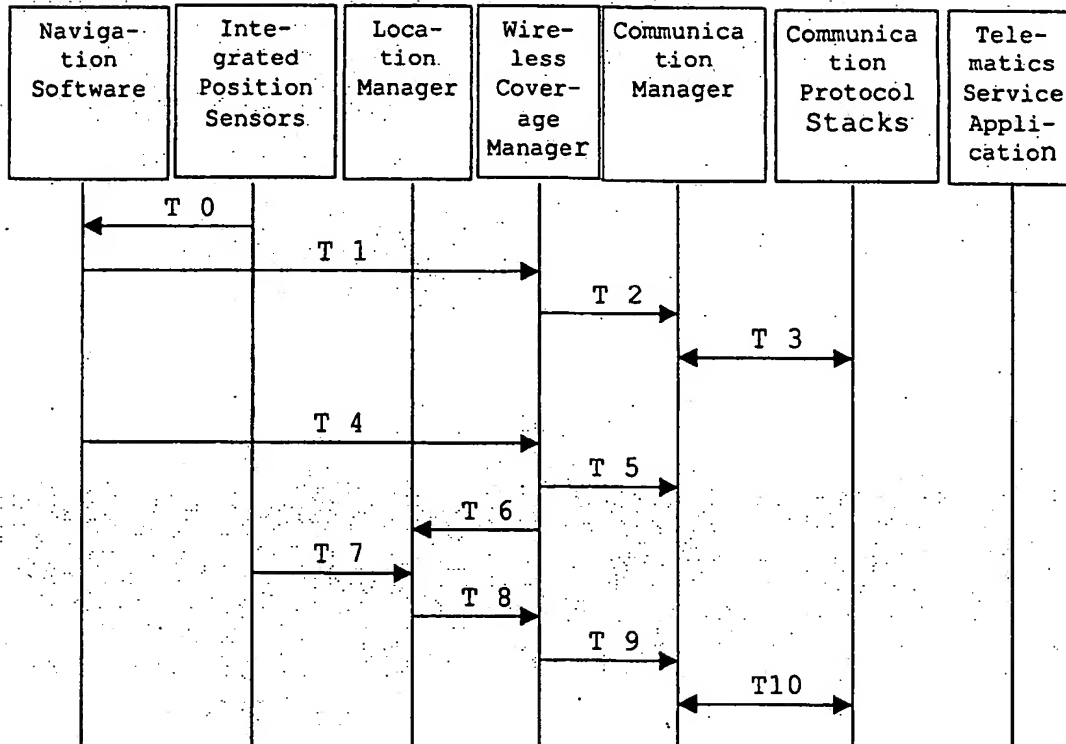 Naviga-
tion
Software
Inte-
grated
Position
Sensors
Loca-
tion
Manager
Wire-
less
Cover-
age
Manager
Communica
tion
Manager
Communica
tion
Protocol
Stacks
Tele-
matics
Service
Appli-
cation
T 0
T 1
T 2
T 3
T 4
T 5
T 6
T 7
T 8
T 9
T10